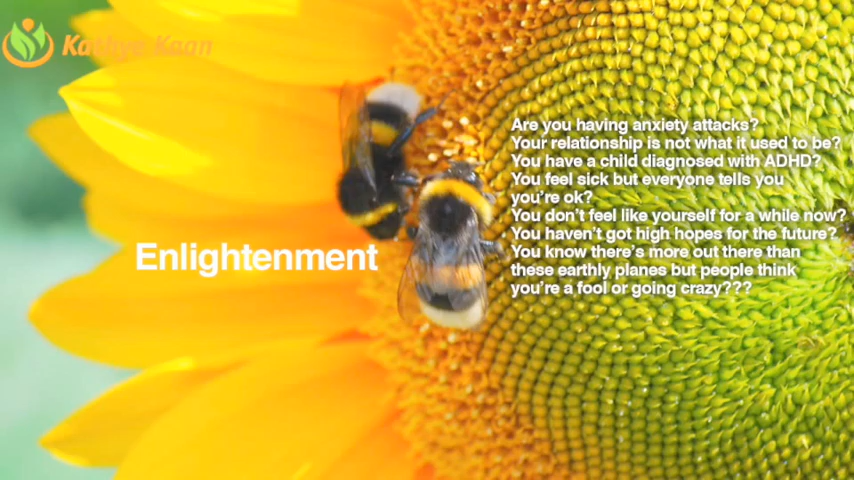 Kathye Kaan
Are you having anxiety attacks?
Your relationship is not what it used to be?
You have a child diagnosed with ADHD?
You feel sick but everyone tells you
you're ok?
You don't feel like yourself for a while now?
You haven't got high hopes for the future?
You know there's more out there than
these earthly planes but people think
you're a fool or going crazy???
Enlightenment